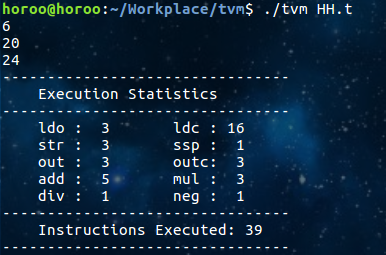 horoo@horoo:~/Workplace/tvm$ ./tvm HH.t
6
20
24
---------------------------------
    Execution Statistics
---------------------------------
    ldo :  3       ldc : 16
    str :  3       ssp :  1
    out :  3       outc:  3
    add :  5       mul :  3
    div :  1       neg :  1
---------------------------------
    Instructions Executed: 39
---------------------------------